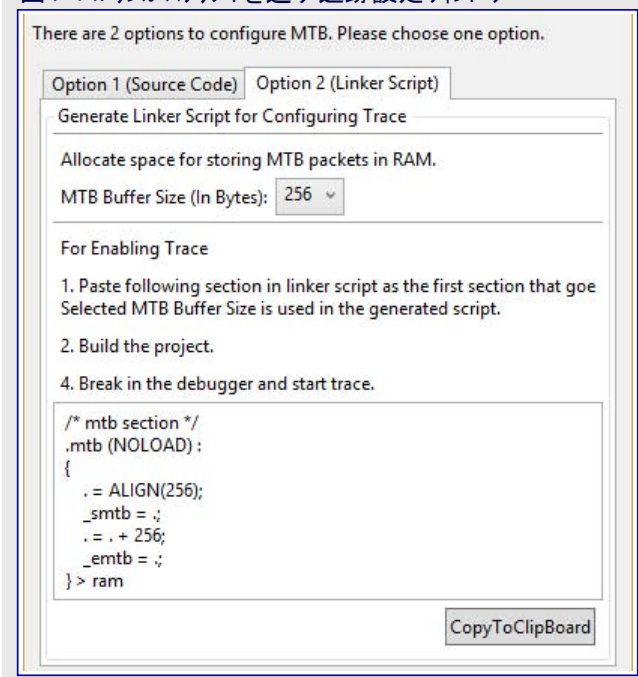 There are 2 options to configure MTB. Please choose one option.
Option 1 (Source Code) Option 2 (Linker Script)
Generate Linker Script for Configuring Trace
Allocate space for storing MTB packets in RAM.
MTB Buffer Size (In Bytes): 256
For Enabling Trace
1. Paste following section in linker script as the first section that goe
Selected MTB Buffer Size is used in the generated script.
2. Build the project.
4. Break in the debugger and start trace.
/* mtb section */
.mtb (NOLOAD) :
{
. = ALIGN(256);
_smtb = .;
. = . + 256;
_emtb = .;
} > ram
CopyToClipBoard